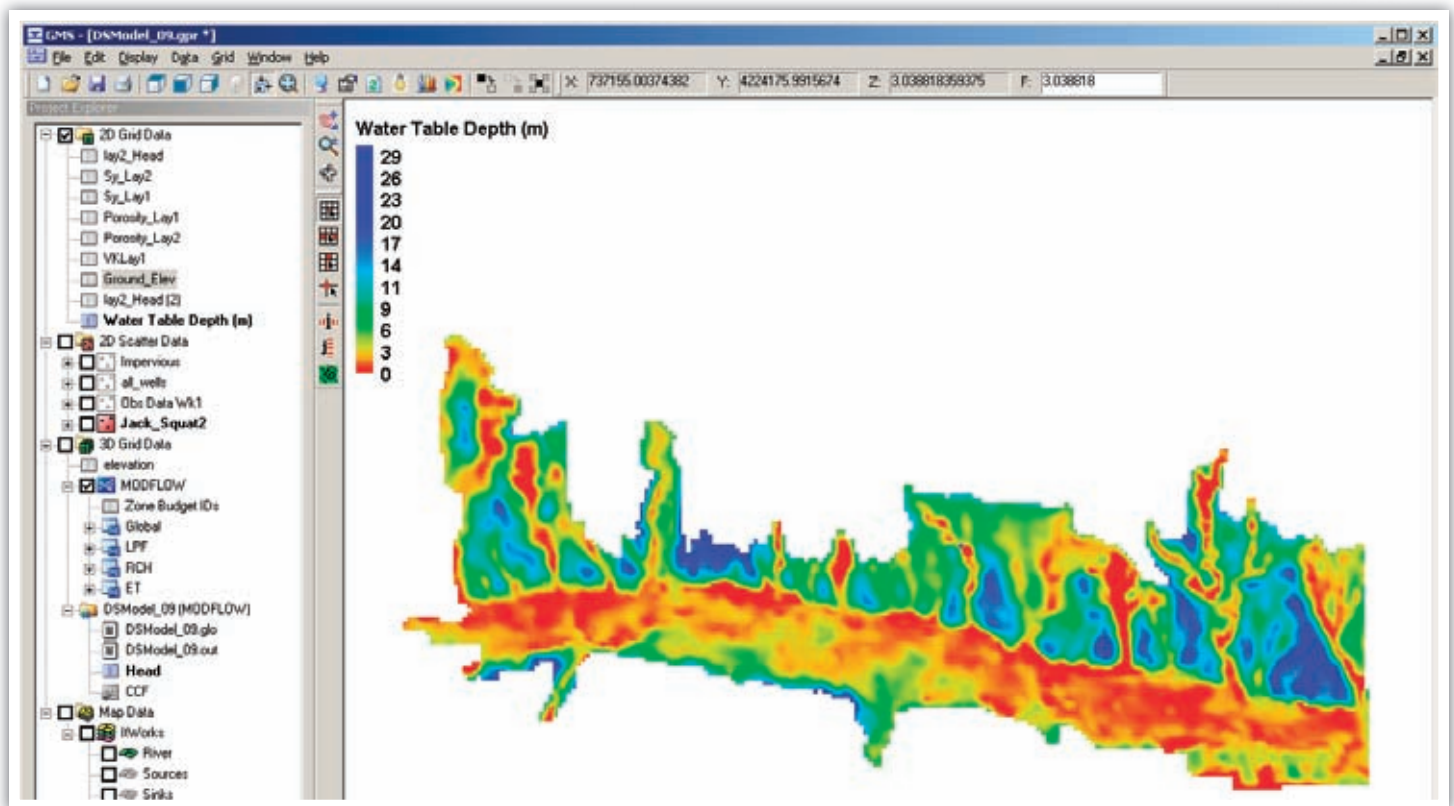 GMS - [DSModel_09.gpr *]
File Edit Display Data Grid Window Help
X: 737155.00374382 Y: 4224175.9915674 Z: 3.038818359375 F: 3.038818
Project Explorer
2D Grid Data
lay2_Head
Sy_Lay2
Sy_Lay1
Porosity_Lay1
Porosity_Lay2
VKLay1
Ground_Elev
lay2_Head (2)
Water Table Depth (m)
2D Scatter Data
Impervious
all_wells
Obs Data Wk1
Jack_Squat2
3D Grid Data
elevation
MODFLOW
Zone Budget IDs
Global
LPF
RCH
ET
DSModel_09 (MODFLOW)
DSModel_09.glo
DSModel_09.out
Head
CCF
Map Data
ItWorks
River
Sources
Sinks
Water Table Depth (m)
29
26
23
20
17
14
11
9
6
3
0